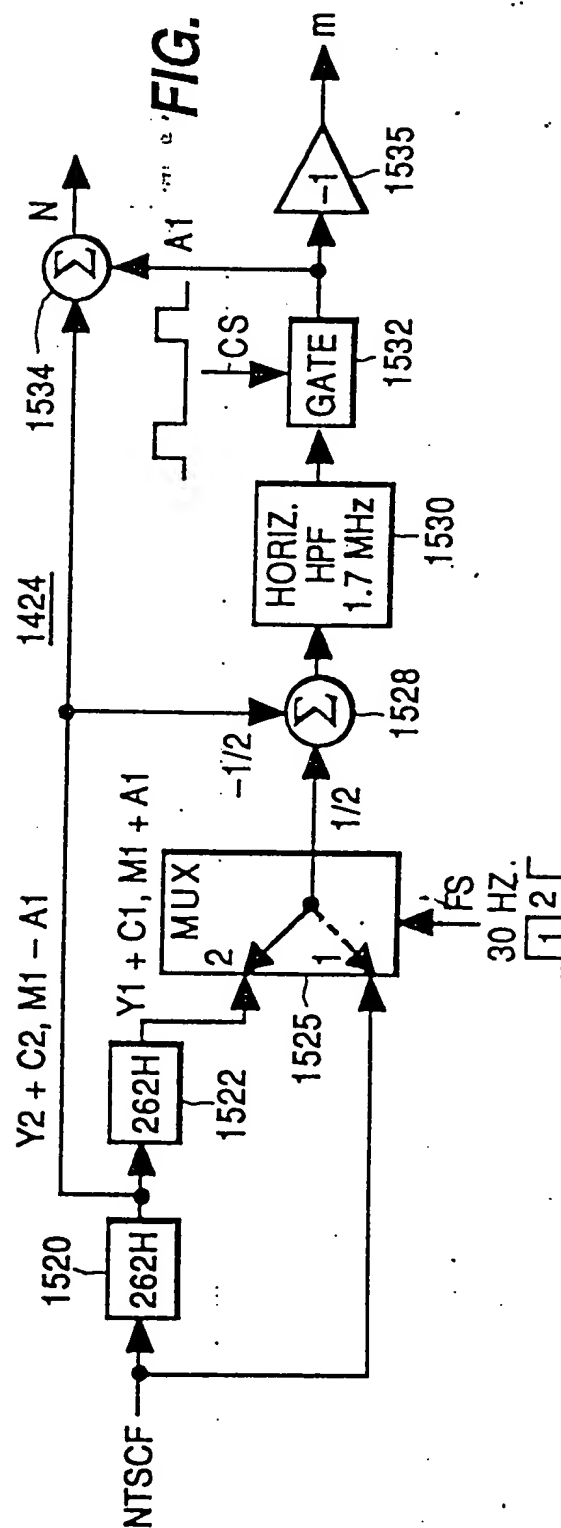 FIG.
1424
NTSCF
1520
262H
262H
1522
Y2 + C2, M1 – A1
Y1 + C1, M1 + A1
MUX
2
1
1525
FS
30 HZ.
1 2
1/2
–1/2
Σ
1528
HORIZ.
HPF
1.7 MHz
1530
CS
GATE
1532
A1
Σ
1534
N
–1
1535
m